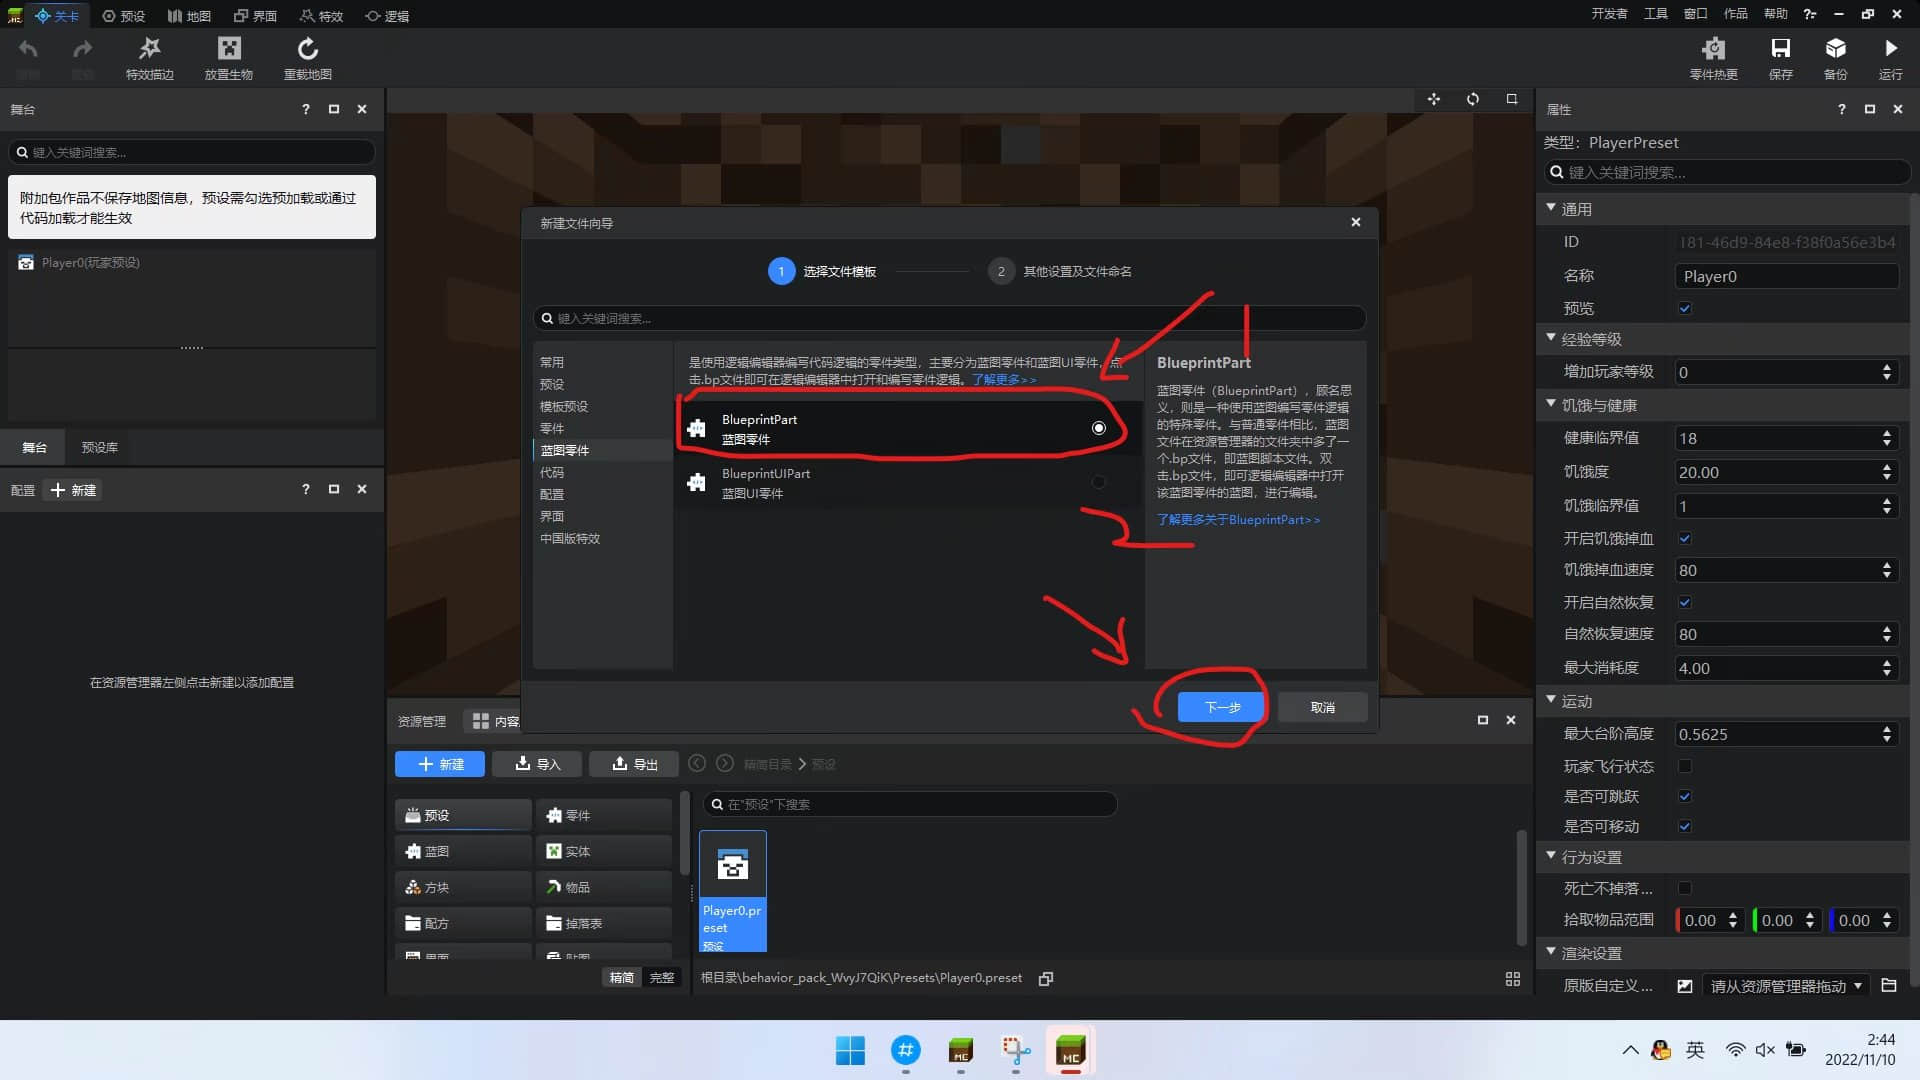 关卡
预设
地图
界面
特效
逻辑
开发者
工具
窗口
作品
帮助
特效描边
放置生物
重载地图
零件热更
保存
备份
运行
舞台
键入关键词搜索...
附加包作品不保存地图信息，预设需勾选预加载或通过
代码加载才能生效
Player0(玩家预设)
舞台
预设库
配置
新建
在资源管理器左侧点击新建以添加配置
新建文件向导
1
选择文件模板
2
其他设置及文件命名
键入关键词搜索...
常用
预设
模板预设
零件
蓝图零件
代码
配置
界面
中国版特效
是使用逻辑编辑器编写代码逻辑的零件类型，主要分为蓝图零件和蓝图UI零件，点
击.bp文件即可在逻辑编辑器中打开和编写零件逻辑。了解更多>>
BlueprintPart
蓝图零件
BlueprintUIPart
蓝图UI零件
1
2
BlueprintPart
蓝图零件（BlueprintPart），顾名思
义，则是一种使用蓝图编写零件逻辑
的特殊零件。与普通零件相比，蓝图
文件在资源管理器的文件夹中多了一
个.bp文件，即蓝图脚本文件。双
击.bp文件，即可逻辑编辑器中打开
该蓝图零件的蓝图，进行编辑。
了解更多关于BlueprintPart>>
下一步
取消
资源管理
内容
新建
导入
导出
精简目录
预设
预设
零件
蓝图
实体
方块
物品
配方
掉落表
界面
贴图
精简
完整
在"预设"下搜索
Player0.pr
eset
预设
根目录\behavior_pack_WvyJ7QiK\Presets\Player0.preset
属性
类型：PlayerPreset
键入关键词搜索...
通用
ID
181-46d9-84e8-f38f0a56e3b4
名称
Player0
预览
经验等级
增加玩家等级
0
饥饿与健康
健康临界值
18
饥饿度
20.00
饥饿临界值
1
开启饥饿掉血
饥饿掉血速度
80
开启自然恢复
自然恢复速度
80
最大消耗度
4.00
运动
最大台阶高度
0.5625
玩家飞行状态
是否可跳跃
是否可移动
行为设置
死亡不掉落...
拾取物品范围
0.00
0.00
0.00
渲染设置
原版自定义...
请从资源管理器拖动
英
2:44
2022/11/10